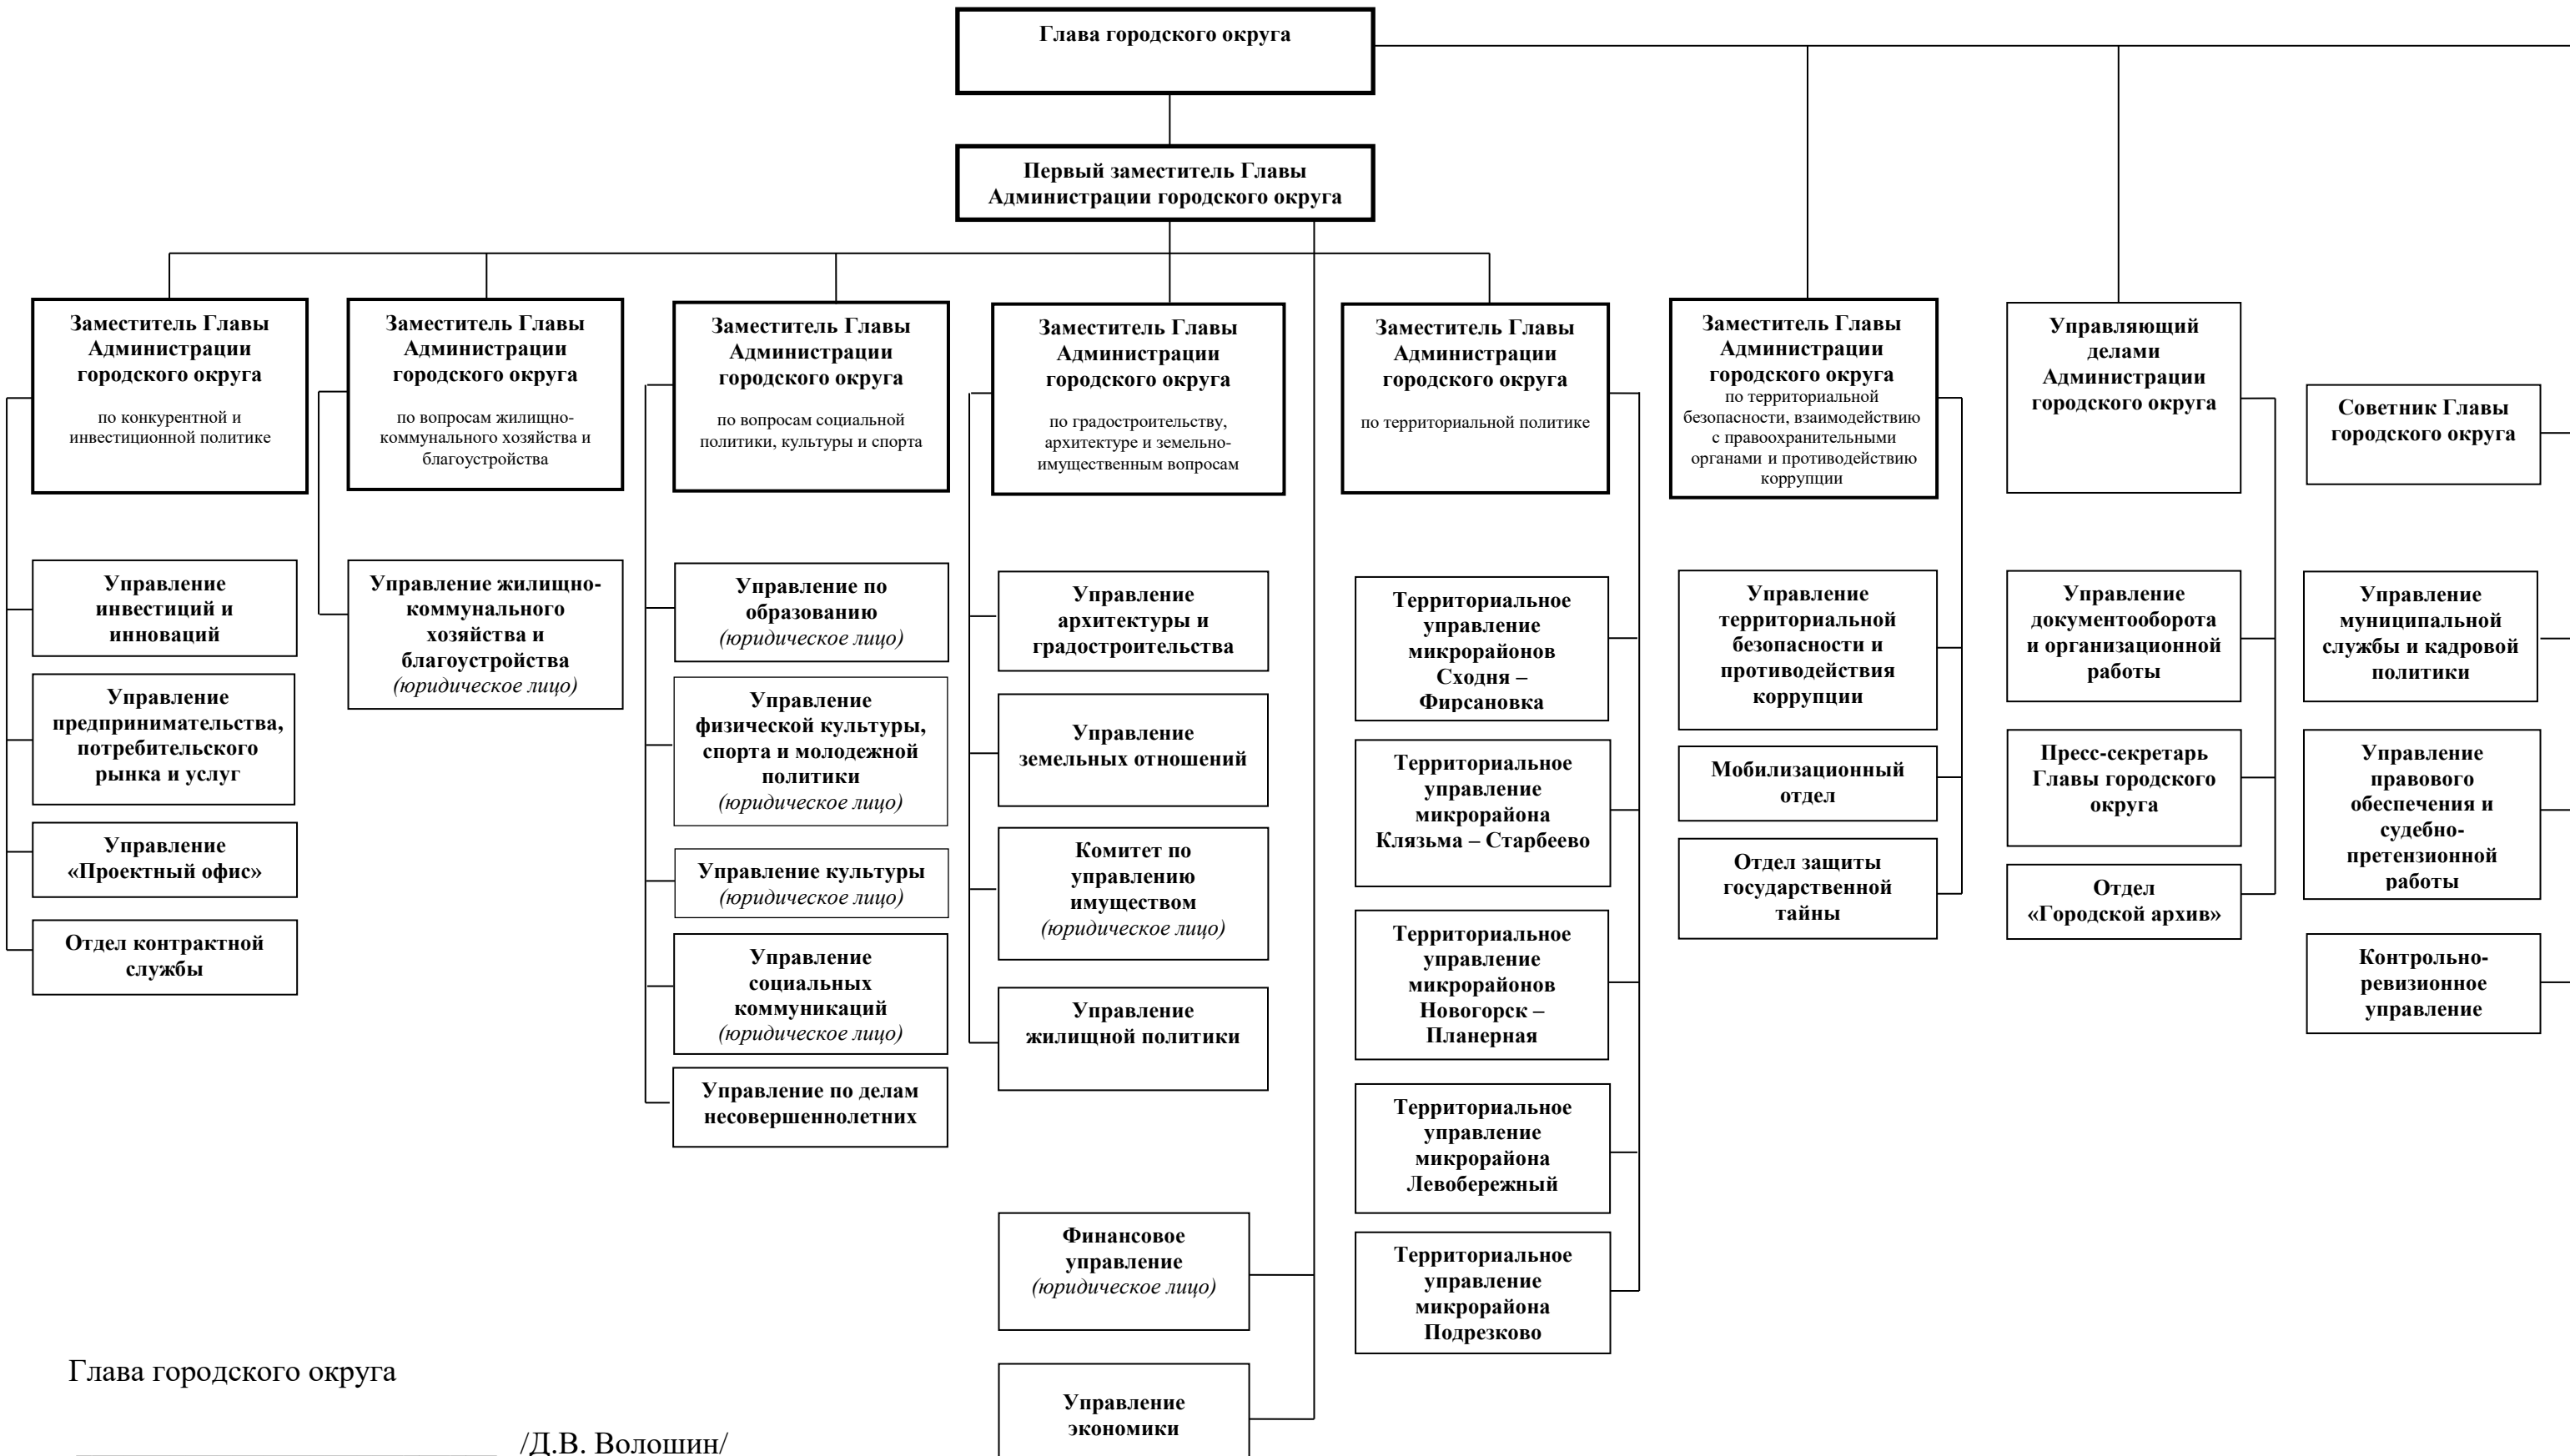 Глава городского округа
Первый заместитель Главы
Администрации городского округа
Заместитель Главы
Администрации
городского округа
по конкурентной и
инвестиционной политике
Заместитель Главы
Администрации
городского округа
по вопросам жилищно-
коммунального хозяйства и
благоустройства
Заместитель Главы
Администрации
городского округа
по вопросам социальной
политики, культуры и спорта
Заместитель Главы
Администрации
городского округа
по градостроительству,
архитектуре и земельно-
имущественным вопросам
Заместитель Главы
Администрации
городского округа
по территориальной политике
Заместитель Главы
Администрации
городского округа
по территориальной
безопасности, взаимодействию
с правоохранительными
органами и противодействию
коррупции
Управляющий
делами
Администрации
городского округа
Советник Главы
городского округа
Управление
инвестиций и
инноваций
Управление
предпринимательства,
потребительского
рынка и услуг
Управление
«Проектный офис»
Отдел контрактной
службы
Управление жилищно-
коммунального
хозяйства и
благоустройства
(юридическое лицо)
Управление по
образованию
(юридическое лицо)
Управление
физической культуры,
спорта и молодежной
политики
(юридическое лицо)
Управление культуры
(юридическое лицо)
Управление
социальных
коммуникаций
(юридическое лицо)
Управление по делам
несовершеннолетних
Управление
архитектуры и
градостроительства
Управление
земельных отношений
Комитет по
управлению
имуществом
(юридическое лицо)
Управление
жилищной политики
Финансовое
управление
(юридическое лицо)
Управление
экономики
Территориальное
управление
микрорайонов
Сходня –
Фирсановка
Территориальное
управление
микрорайона
Клязьма – Старбеево
Территориальное
управление
микрорайонов
Новогорск –
Планерная
Территориальное
управление
микрорайона
Левобережный
Территориальное
управление
микрорайона
Подрезково
Управление
территориальной
безопасности и
противодействия
коррупции
Мобилизационный
отдел
Отдел защиты
государственной
тайны
Управление
документооборота
и организационной
работы
Пресс-секретарь
Главы городского
округа
Отдел
«Городской архив»
Управление
муниципальной
службы и кадровой
политики
Управление
правового
обеспечения и
судебно-
претензионной
работы
Контрольно-
ревизионное
управление
Глава городского округа
/Д.В. Волошин/